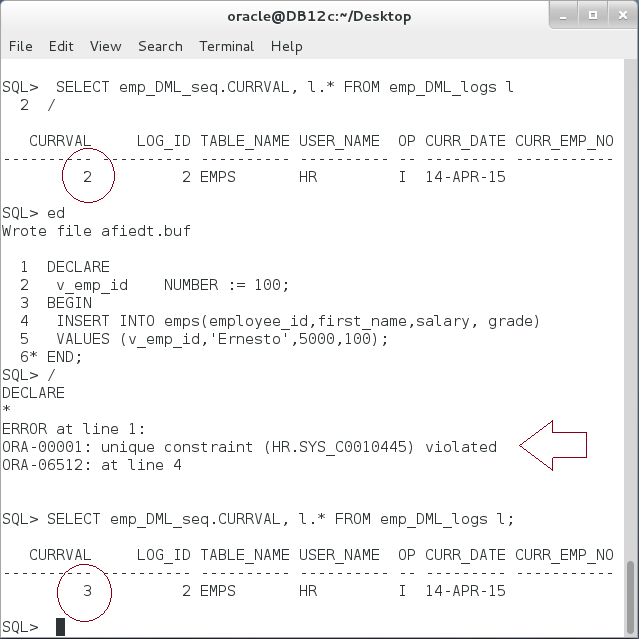 oracle@DB12c:~/Desktop
File Edit View Search Terminal Help
SQL>  SELECT emp_DML_seq.CURRVAL, l.* FROM emp_DML_logs l
  2  /
   CURRVAL     LOG_ID TABLE_NAME USER_NAME  OP CURR_DATE CURR_EMP_NO
---------- ---------- ---------- ---------- -- --------- -----------
         2          2 EMPS       HR         I  14-APR-15
SQL> ed
Wrote file afiedt.buf
  1  DECLARE
  2   v_emp_id    NUMBER := 100;
  3  BEGIN
  4   INSERT INTO emps(employee_id,first_name,salary, grade)
  5   VALUES (v_emp_id,'Ernesto',5000,100);
  6* END;
SQL> /
DECLARE
*
ERROR at line 1:
ORA-00001: unique constraint (HR.SYS_C0010445) violated
ORA-06512: at line 4
SQL> SELECT emp_DML_seq.CURRVAL, l.* FROM emp_DML_logs l;
   CURRVAL     LOG_ID TABLE_NAME USER_NAME  OP CURR_DATE CURR_EMP_NO
---------- ---------- ---------- ---------- -- --------- -----------
         3          2 EMPS       HR         I  14-APR-15
SQL>